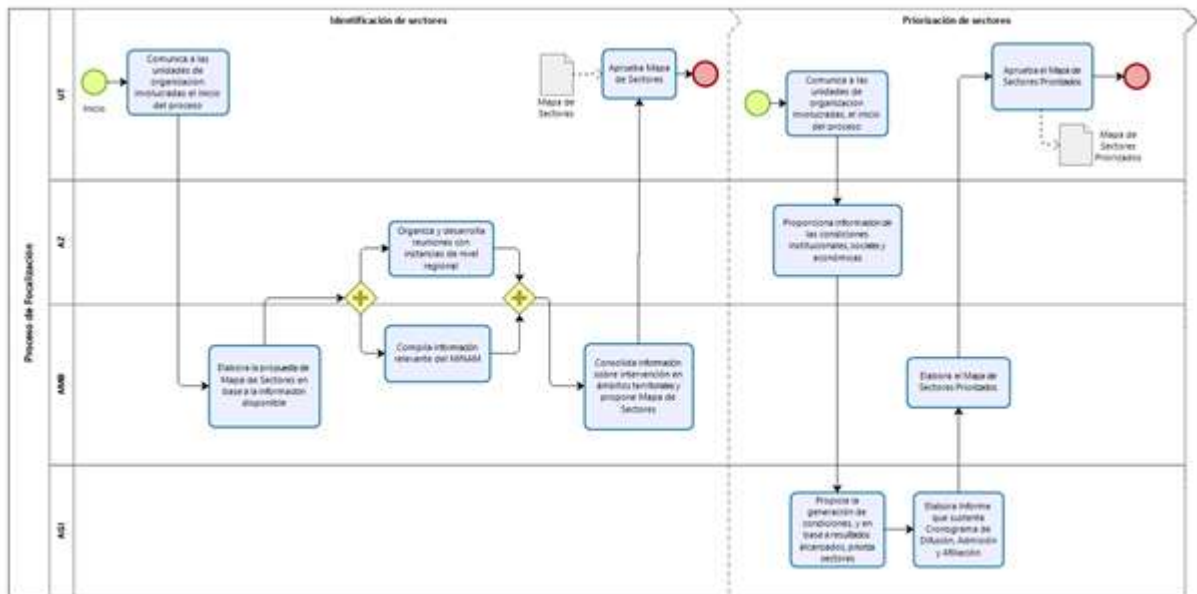 Identificación de sectores
Priorización de sectores
Proceso de Focalización
UT
Inicio
Comunica a las
unidades de
organización
involucradas el inicio
del proceso
Mapa de
Sectores
Aprueba Mapa
de Sectores
Comunica a las
unidades de
organización
involucradas, el inicio
del proceso
Aprueba el Mapa de
Sectores Priorizados
Mapa de
Sectores
Priorizados
AZ
Organiza y desarrolla
reuniones con
instancias de nivel
regional
Proporciona información de
las condiciones
institucionales, sociales y
económicas
AMB
Elabora la propuesta de
Mapa de Sectores en
base a la información
disponible
Compila información
relevante del MINAM
Consolida información
sobre intervención en
ámbitos territoriales y
propone Mapa de
Sectores
Elabora el Mapa de
Sectores Priorizados
AGI
Propicia la
generación de
condiciones, y en
base a resultados
alcanzados, prioriza
sectores
Elabora Informe
que sustenta
Cronograma de
Difusión, Admisión
y Afiliación